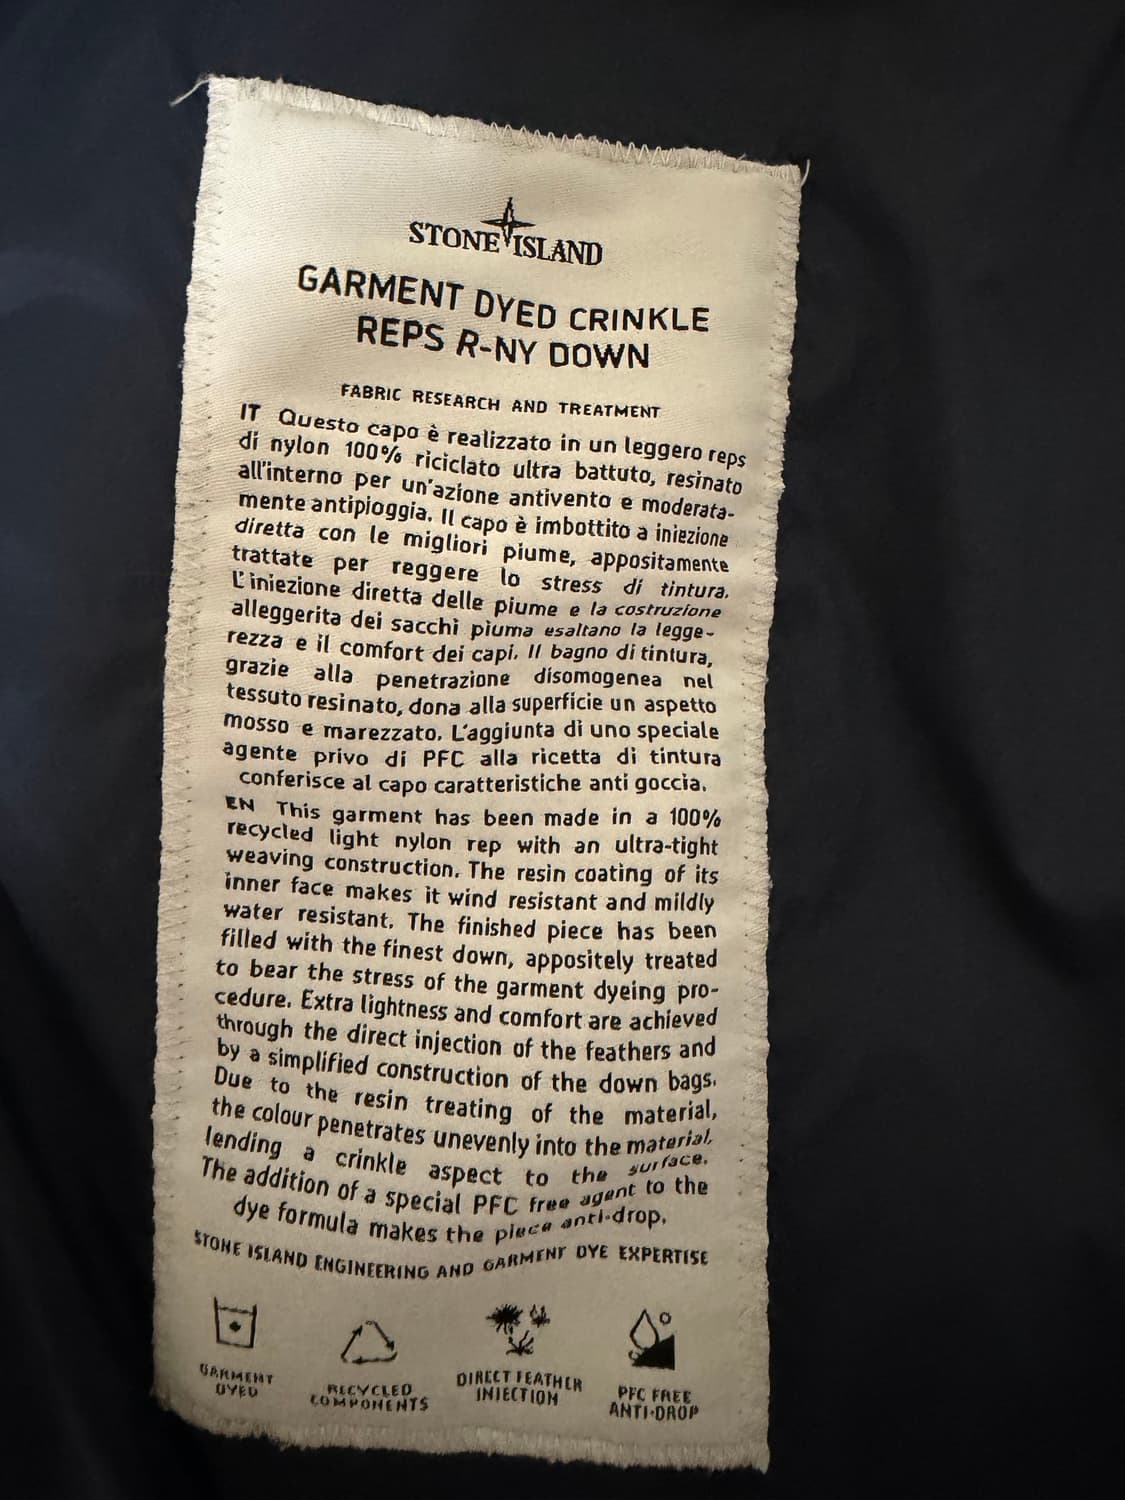 STONE ISLAND
GARMENT DYED CRINKLE
REPS R-NY DOWN
FABRIC RESEARCH AND TREATMENT
IT Questo capo è realizzato in un leggero reps
di nylon 100% riciclato ultra battuto, resinato
all'interno per un'azione antivento e moderata-
mente antipioggia. Il capo è imbottito a iniezione
diretta con le migliori piume, appositamente
trattate per reggere lo stress di tintura.
L'iniezione diretta delle piume e la costruzione
alleggerita dei sacchi piuma esaltano la legge-
rezza e il comfort dei capi. Il bagno di tintura,
grazie alla penetrazione disomogenea nel
tessuto resinato, dona alla superficie un aspetto
mosso e marezzato. L'aggiunta di uno speciale
agente privo di PFC alla ricetta di tintura
conferisce al capo caratteristiche anti goccia.
EN This garment has been made in a 100%
recycled light nylon rep with an ultra-tight
weaving construction. The resin coating of its
inner face makes it wind resistant and mildly
water resistant. The finished piece has been
filled with the finest down, appositely treated
to bear the stress of the garment dyeing pro-
cedure. Extra lightness and comfort are achieved
through the direct injection of the feathers and
by a simplified construction of the down bags.
Due to the resin treating of the material,
the colour penetrates unevenly into the material,
lending a crinkle aspect to the surface.
The addition of a special PFC free agent to the
dye formula makes the piece anti-drop.
STONE ISLAND ENGINEERING AND GARMENT DYE EXPERTISE
GARMENT
DYED
RECYCLED
COMPONENTS
DIRECT FEATHER
INJECTION
PFC FREE
ANTI-DROP